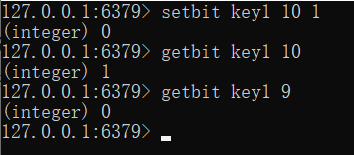 127.0.0.1:6379> setbit key1 10 1
(integer) 0
127.0.0.1:6379> getbit key1 10
(integer) 1
127.0.0.1:6379> getbit key1 9
(integer) 0
127.0.0.1:6379>